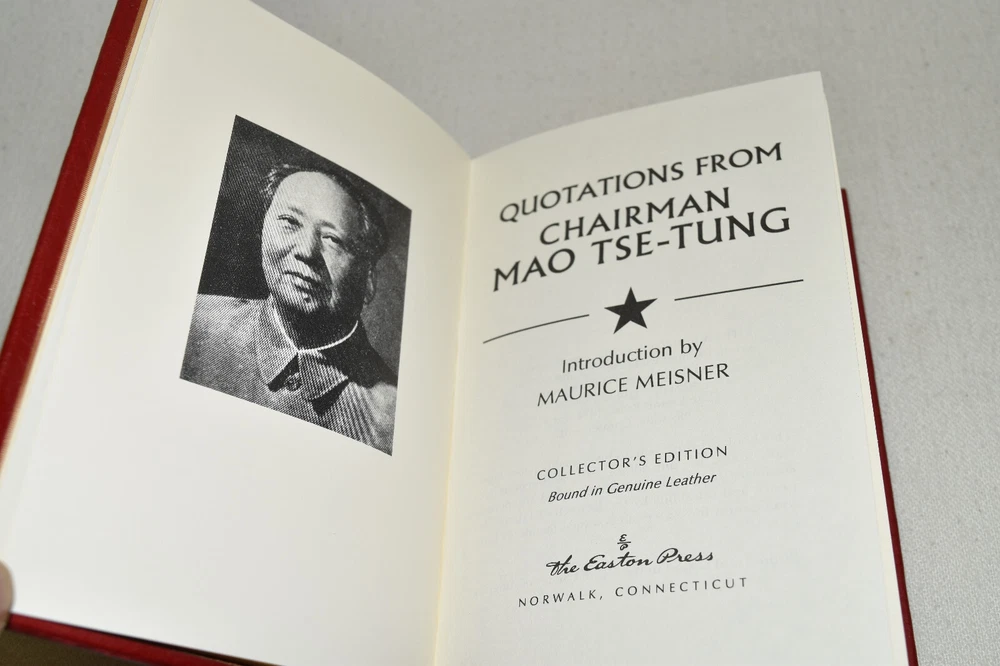 QUOTATIONS FROM
CHAIRMAN
MAO TSE-TUNG
Introduction by
MAURICE MEISNER
COLLECTOR'S EDITION
Bound in Genuine Leather
E
P
The Easton Press
NORWALK, CONNECTICUT